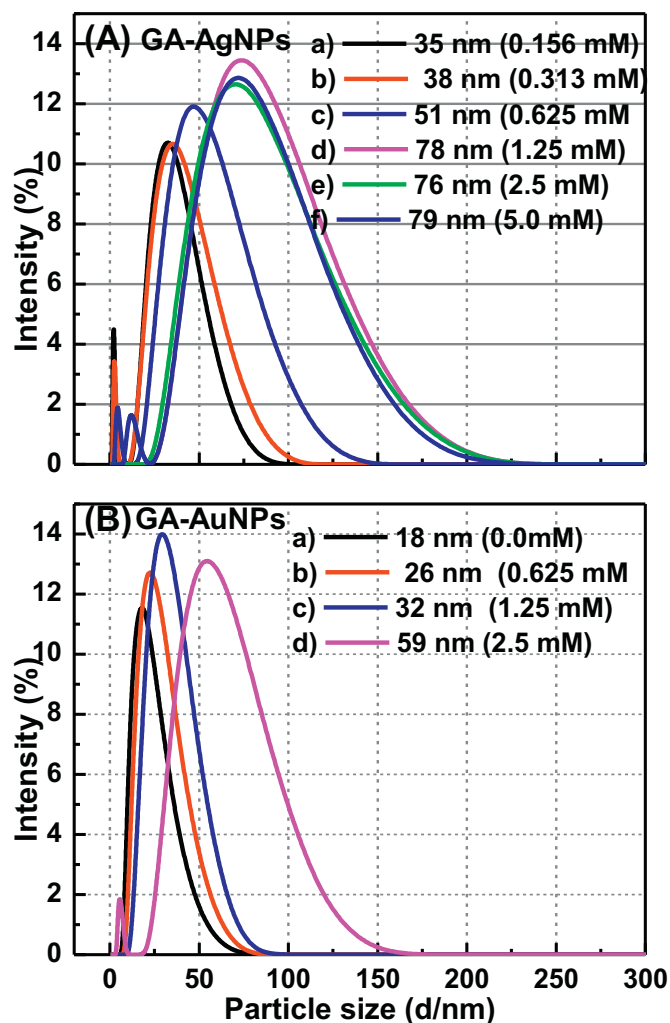 (A) GA-AgNPs
a) 35 nm (0.156 mM)
b) 38 nm (0.313 mM)
c) 51 nm (0.625 mM
d) 78 nm (1.25 mM)
e) 76 nm (2.5 mM)
f) 79 nm (5.0 mM)
14
12
10
8
6
4
2
0
Intensity (%)
(B) GA-AuNPs
a) 18 nm (0.0mM)
b) 26 nm (0.625 mM
c) 32 nm (1.25 mM)
d) 59 nm (2.5 mM)
14
12
10
8
6
4
2
0
Intensity (%)
0 50 100 150 200 250 300
Particle size (d/nm)